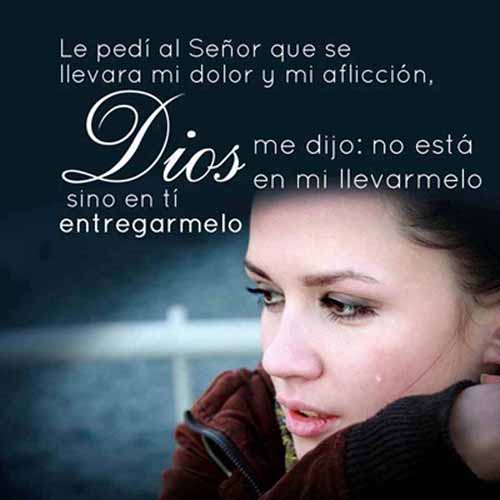 Le pedí al Señor que se
llevara mi dolor y mi aflicción,
Dios me dijo: no está
en mi llevarmelo
sino en tí
entregarmelo